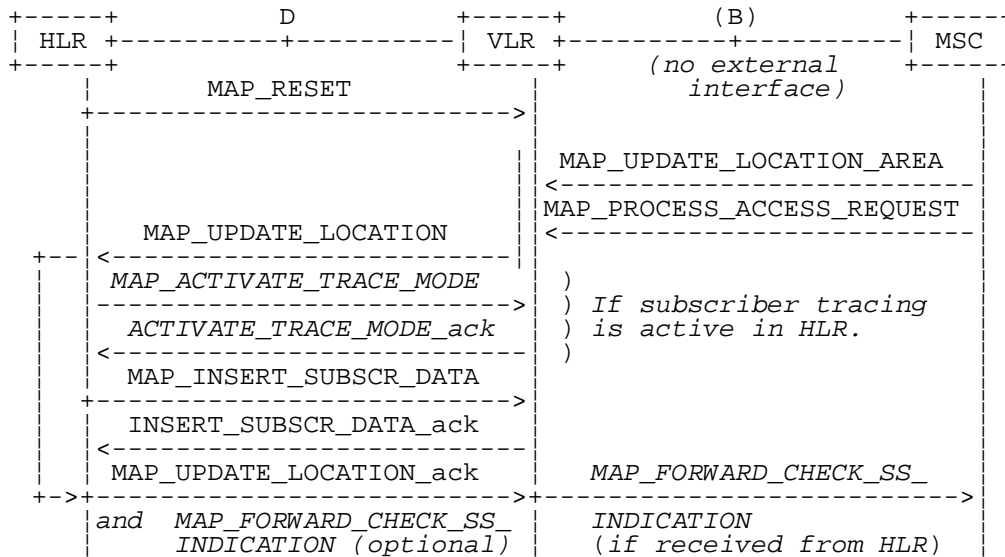 D (B)
HLR VLR MSC
(no external
MAP_RESET interface)
MAP_UPDATE_LOCATION_AREA
MAP_PROCESS_ACCESS_REQUEST
MAP_UPDATE_LOCATION
MAP_ACTIVATE_TRACE_MODE )
) If subscriber tracing
ACTIVATE_TRACE_MODE_ack ) is active in HLR.
)
MAP_INSERT_SUBSCR_DATA
INSERT_SUBSCR_DATA_ack
MAP_UPDATE_LOCATION_ack MAP_FORWARD_CHECK_SS_
and MAP_FORWARD_CHECK_SS_ INDICATION
INDICATION (optional) (if received from HLR)